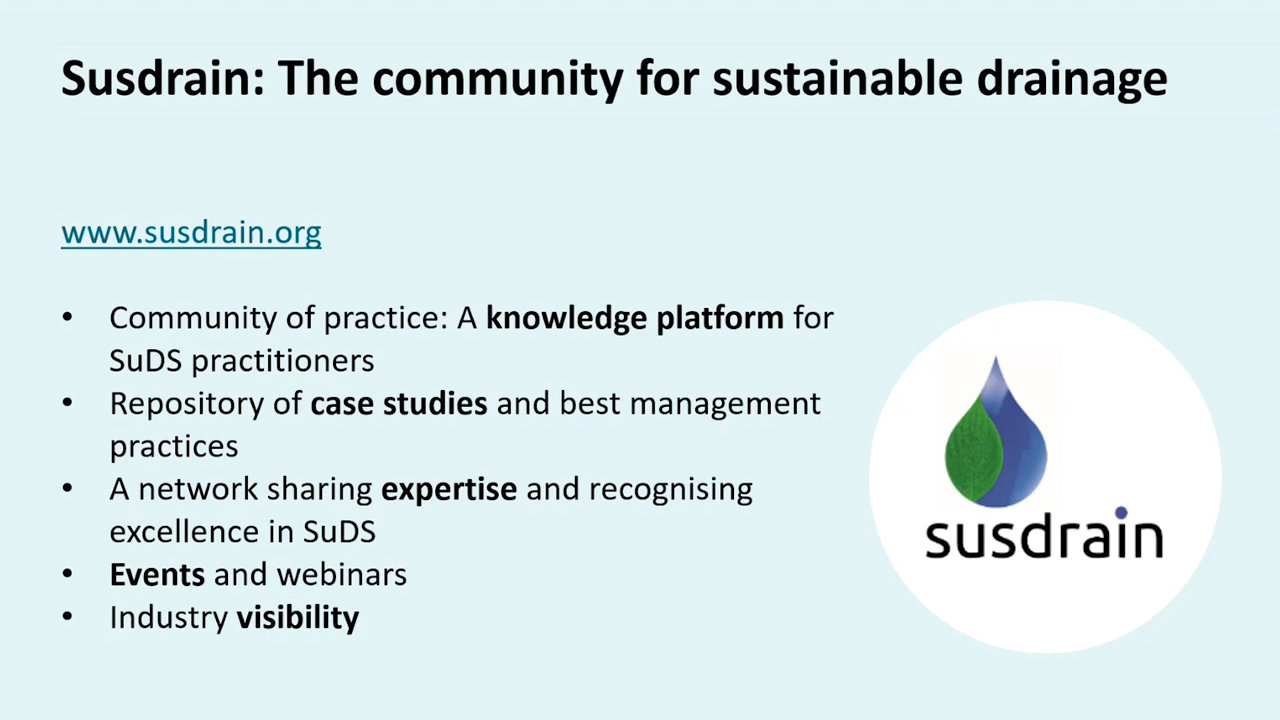 Susdrain: The community for sustainable drainage
www.susdrain.org
• Community of practice: A knowledge platform for
SuDS practitioners
• Repository of case studies and best management
practices
• A network sharing expertise and recognising
excellence in SuDS
• Events and webinars
• Industry visibility
susdrain